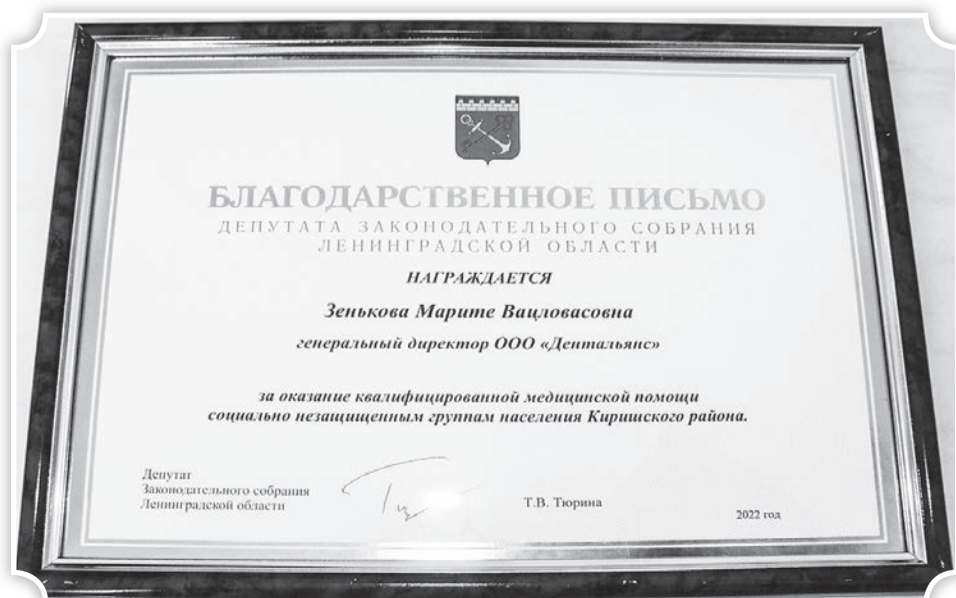 БЛАГОДАРСТВЕННОЕ ПИСЬМО
ДЕПУТАТА ЗАКОНОДАТЕЛЬНОГО СОБРАНИЯ
ЛЕНИНГРАДСКОЙ ОБЛАСТИ
НАГРАЖДАЕТСЯ
Зенькова Марите Вацловасовна
генеральный директор ООО «Дентальянс»
за оказание квалифицированной медицинской помощи
социально незащищенным группам населения Киришского района.
Депутат
Законодательного собрания
Ленинградской области
Т.В. Тюрина
2022 год